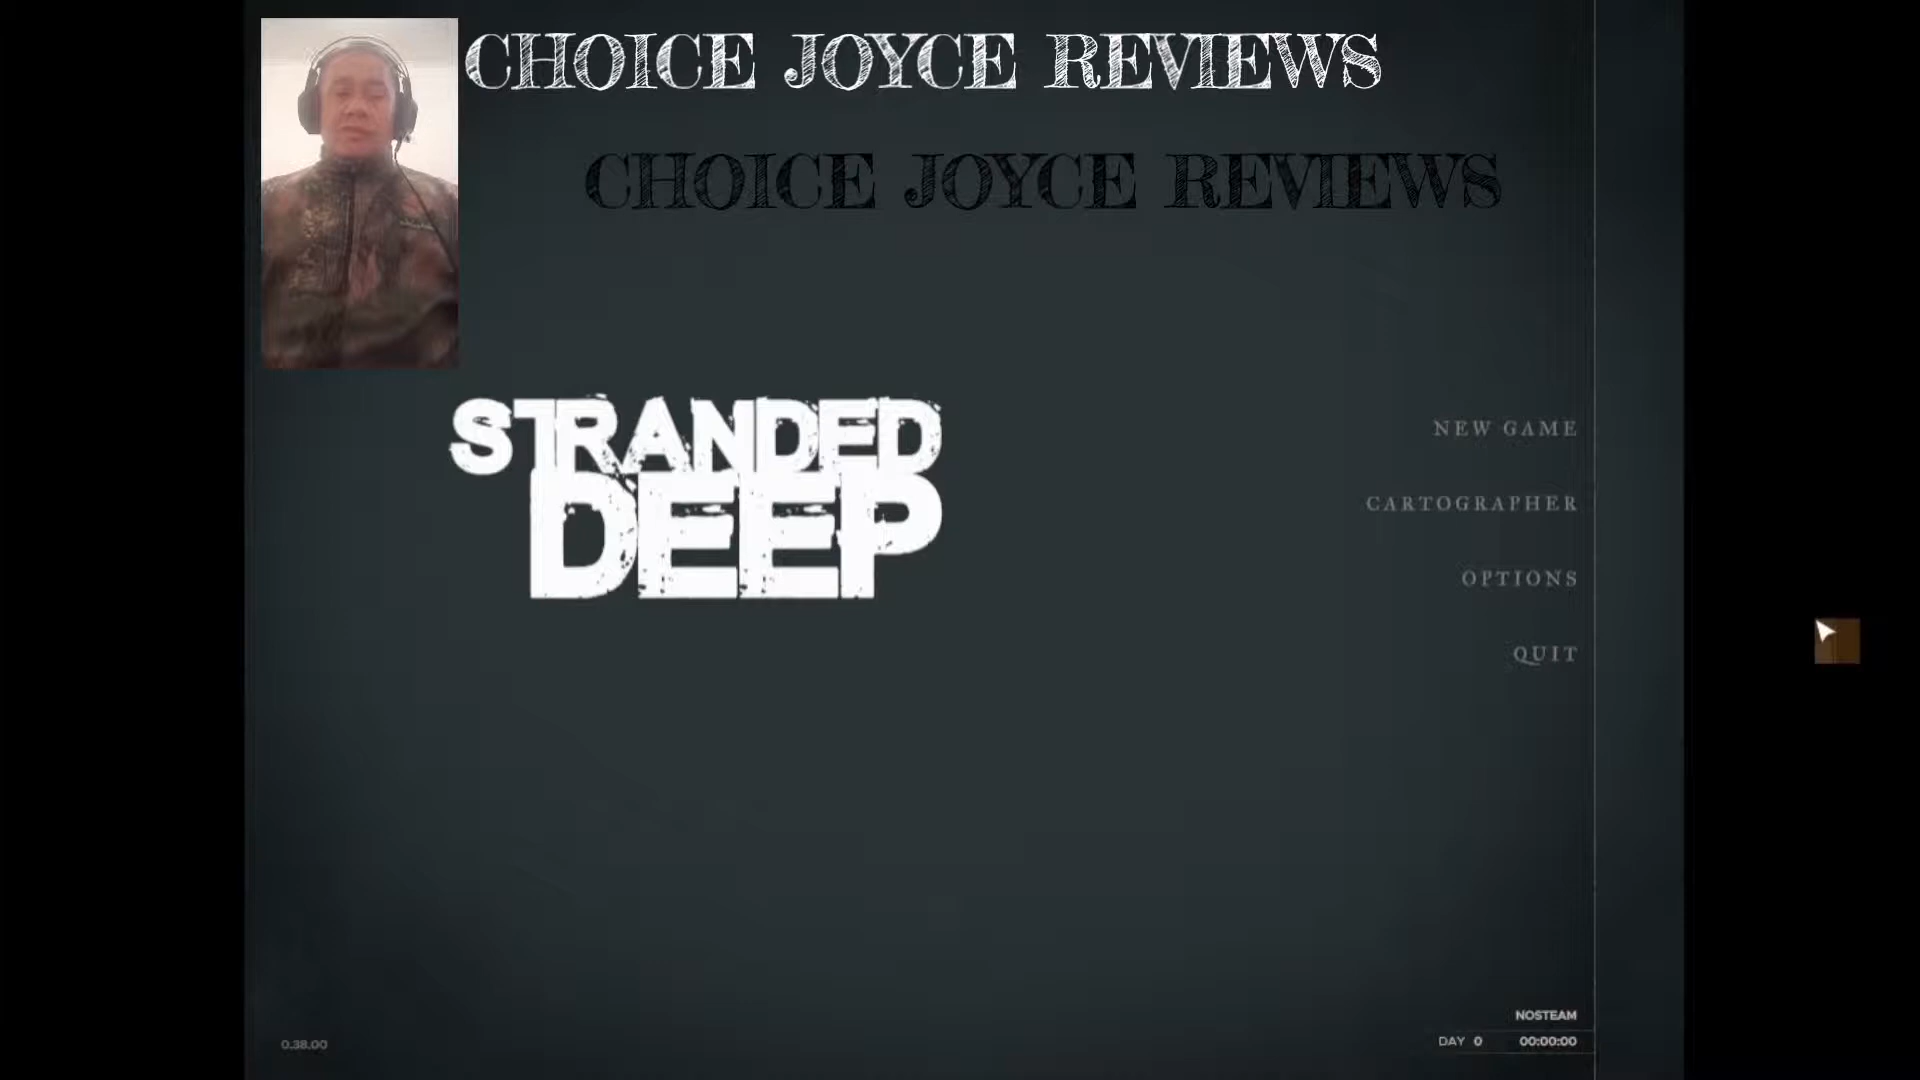 CHOICE JOYCE REVIEWS
CHOICE JOYCE REVIEWS
STRANDED
DEEP
NEW GAME
CARTOGRAPHER
OPTIONS
QUIT
NOSTEAM
DAY 0 00:00:00
0.38.00